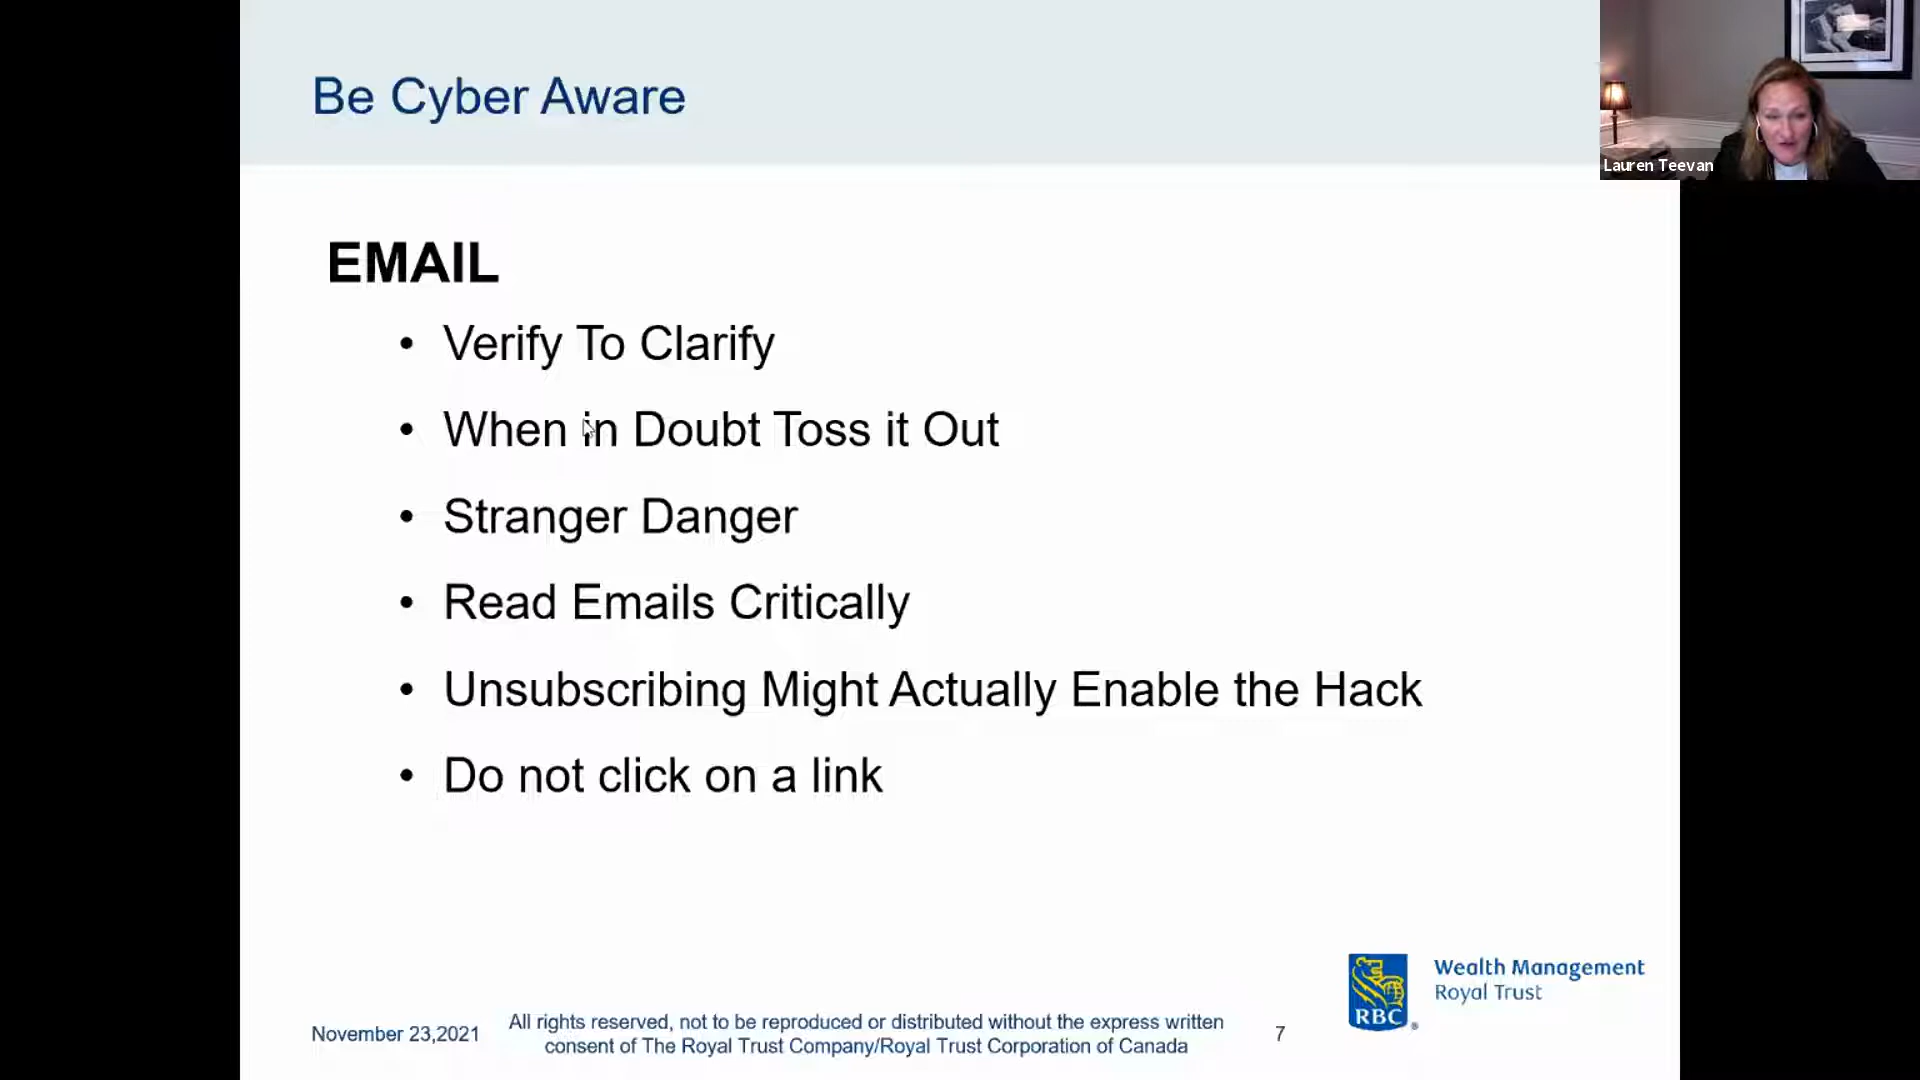 Be Cyber Aware
Lauren Teevan
EMAIL
• Verify To Clarify
• When in Doubt Toss it Out
• Stranger Danger
• Read Emails Critically
• Unsubscribing Might Actually Enable the Hack
• Do not click on a link
Wealth Management
Royal Trust
RBC ®
November 23,2021
All rights reserved, not to be reproduced or distributed without the express written
consent of The Royal Trust Company/Royal Trust Corporation of Canada
7